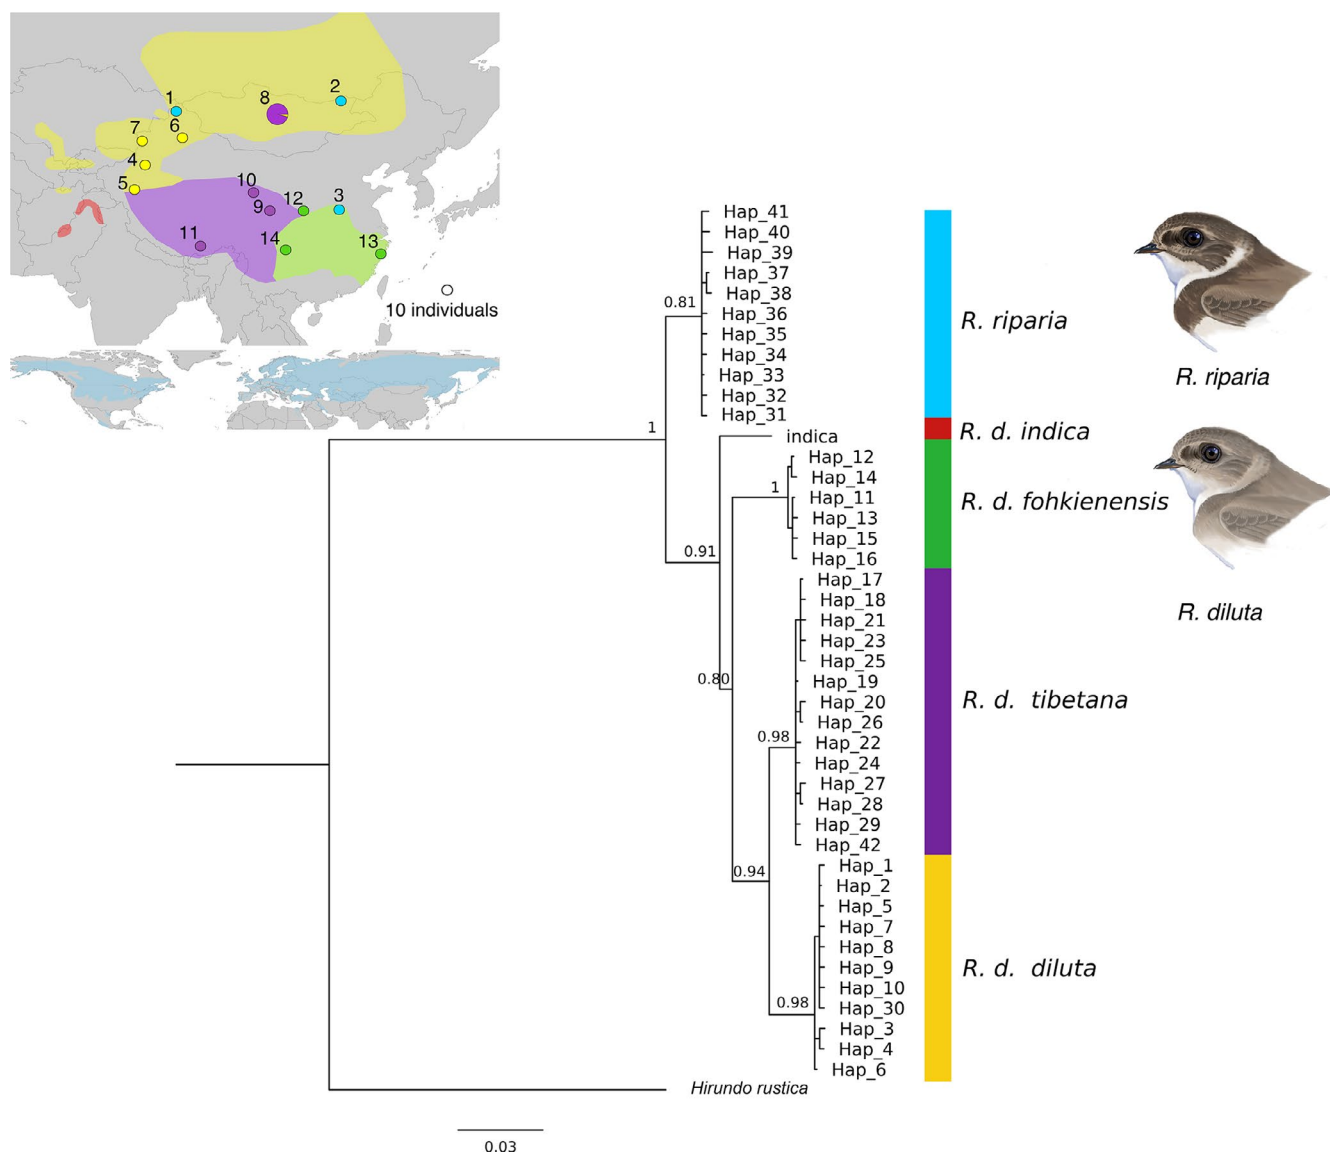 1
2
8
7
6
4
5
10
9
12
3
11
14
13
10 individuals
Hap_41
Hap_40
Hap_39
Hap_37
0.81
Hap_38
Hap_36
R. riparia
Hap_35
Hap_34
Hap_33
R. riparia
Hap_32
Hap_31
1
indica
R. d. indica
Hap_12
Hap_14
1
Hap_11
R. d. fohkienensis
Hap_13
Hap_15
0.91
Hap_16
Hap_17
Hap_18
R. diluta
Hap_21
Hap_23
Hap_25
0.80
Hap_19
Hap_20
R. d. tibetana
Hap_26
0.98
Hap_22
Hap_24
Hap_27
Hap_28
Hap_29
Hap_42
Hap_1
0.94
Hap_2
Hap_5
Hap_7
Hap_8
Hap_9
R. d. diluta
Hap_10
0.98
Hap_30
Hap_3
Hap_4
Hap_6
Hirundo rustica
0.03